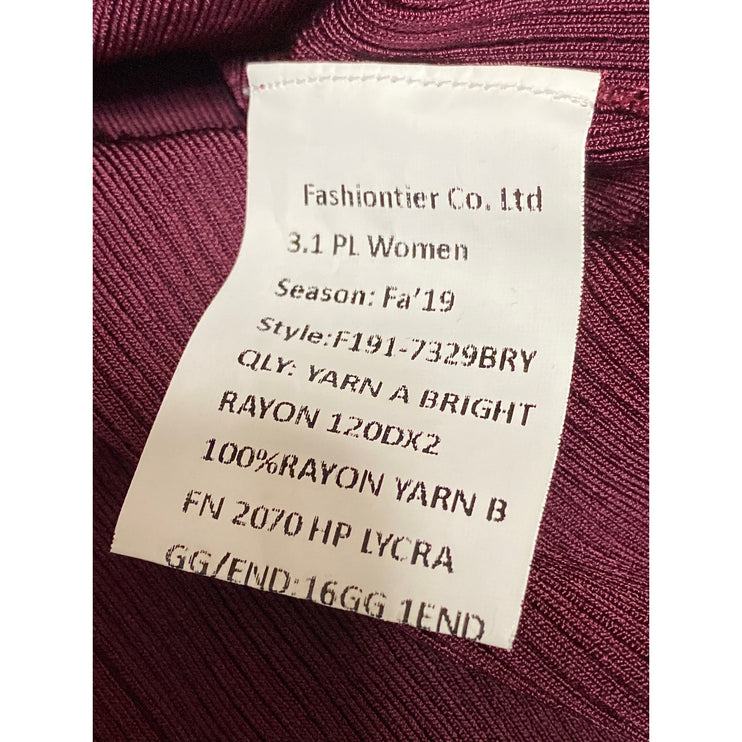 Fashiontier Co. Ltd
3.1 PL Women
Season: Fa'19
Style:F191-7329BRY
QLY: YARN A BRIGHT
RAYON 120DX2
100%RAYON YARN B
FN 2070 HP LYCRA
GG/END:16GG 1END